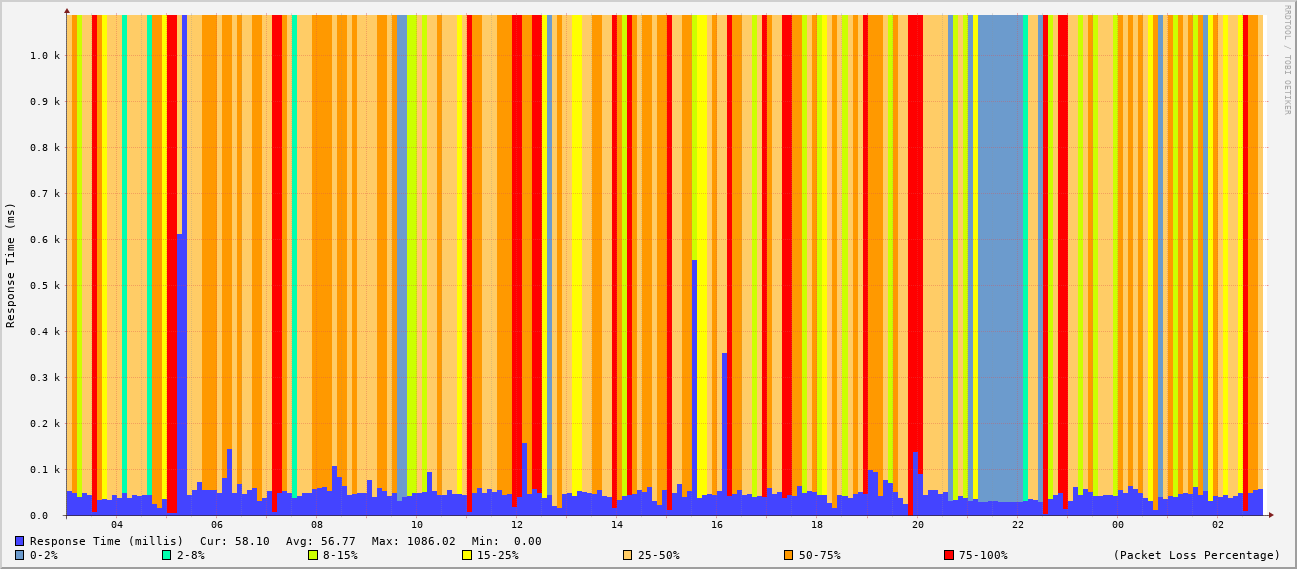 RRDTOOL / TOBI OETIKER
Response Time (ms)
1.0 k
0.9 k
0.8 k
0.7 k
0.6 k
0.5 k
0.4 k
0.3 k
0.2 k
0.1 k
0.0
04 06 08 10 12 14 16 18 20 22 00 02
Response Time (millis) Cur: 58.10 Avg: 56.77 Max: 1086.02 Min: 0.00
0-2% 2-8% 8-15% 15-25% 25-50% 50-75% 75-100% (Packet Loss Percentage)